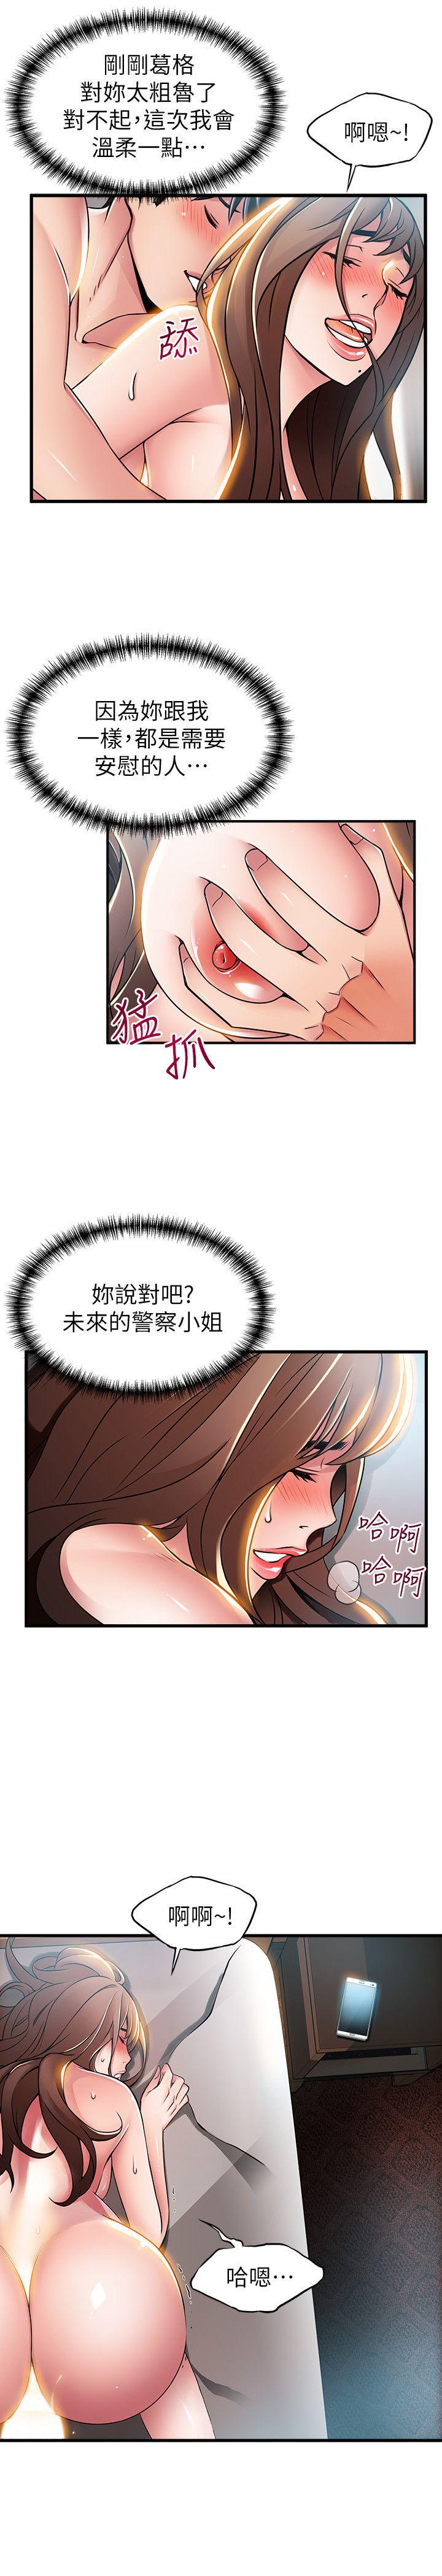 剛剛葛格
對妳太粗魯了
對不起，這次我會
溫柔一點…
啊嗯~!
舔
因為妳跟我
一樣，都是需要
安慰的人…
猛
抓
妳說對吧?
未來的警察小姐
哈啊
哈啊
啊啊~!
哈嗯…